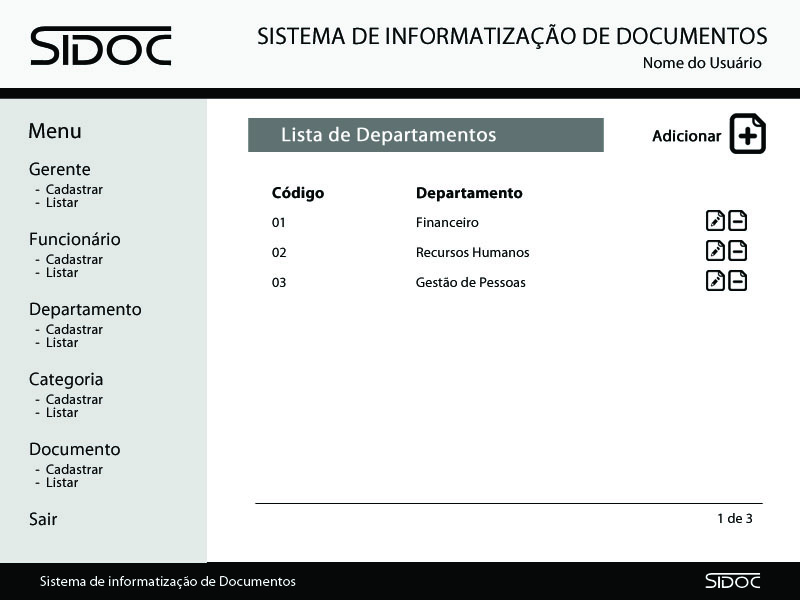 SIDOC
SISTEMA DE INFORMATIZAÇÃO DE DOCUMENTOS
Nome do Usuário
Menu
Gerente
- Cadastrar
- Listar
Funcionário
- Cadastrar
- Listar
Departamento
- Cadastrar
- Listar
Categoria
- Cadastrar
- Listar
Documento
- Cadastrar
- Listar
Sair
Lista de Departamentos
Adicionar
Código Departamento
01 Financeiro
02 Recursos Humanos
03 Gestão de Pessoas
1 de 3
Sistema de informatização de Documentos
SIDOC